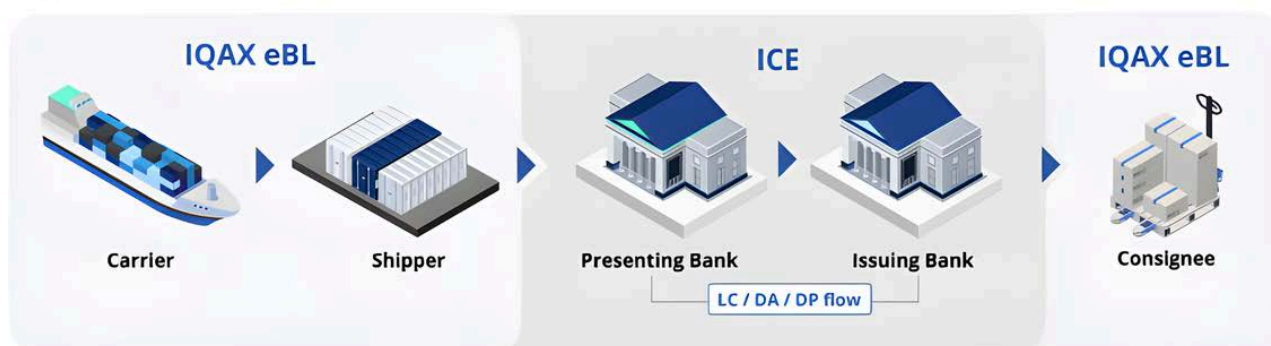 IQAX eBL
ICE
IQAX eBL
Carrier
Shipper
Presenting Bank
Issuing Bank
Consignee
LC / DA / DP flow